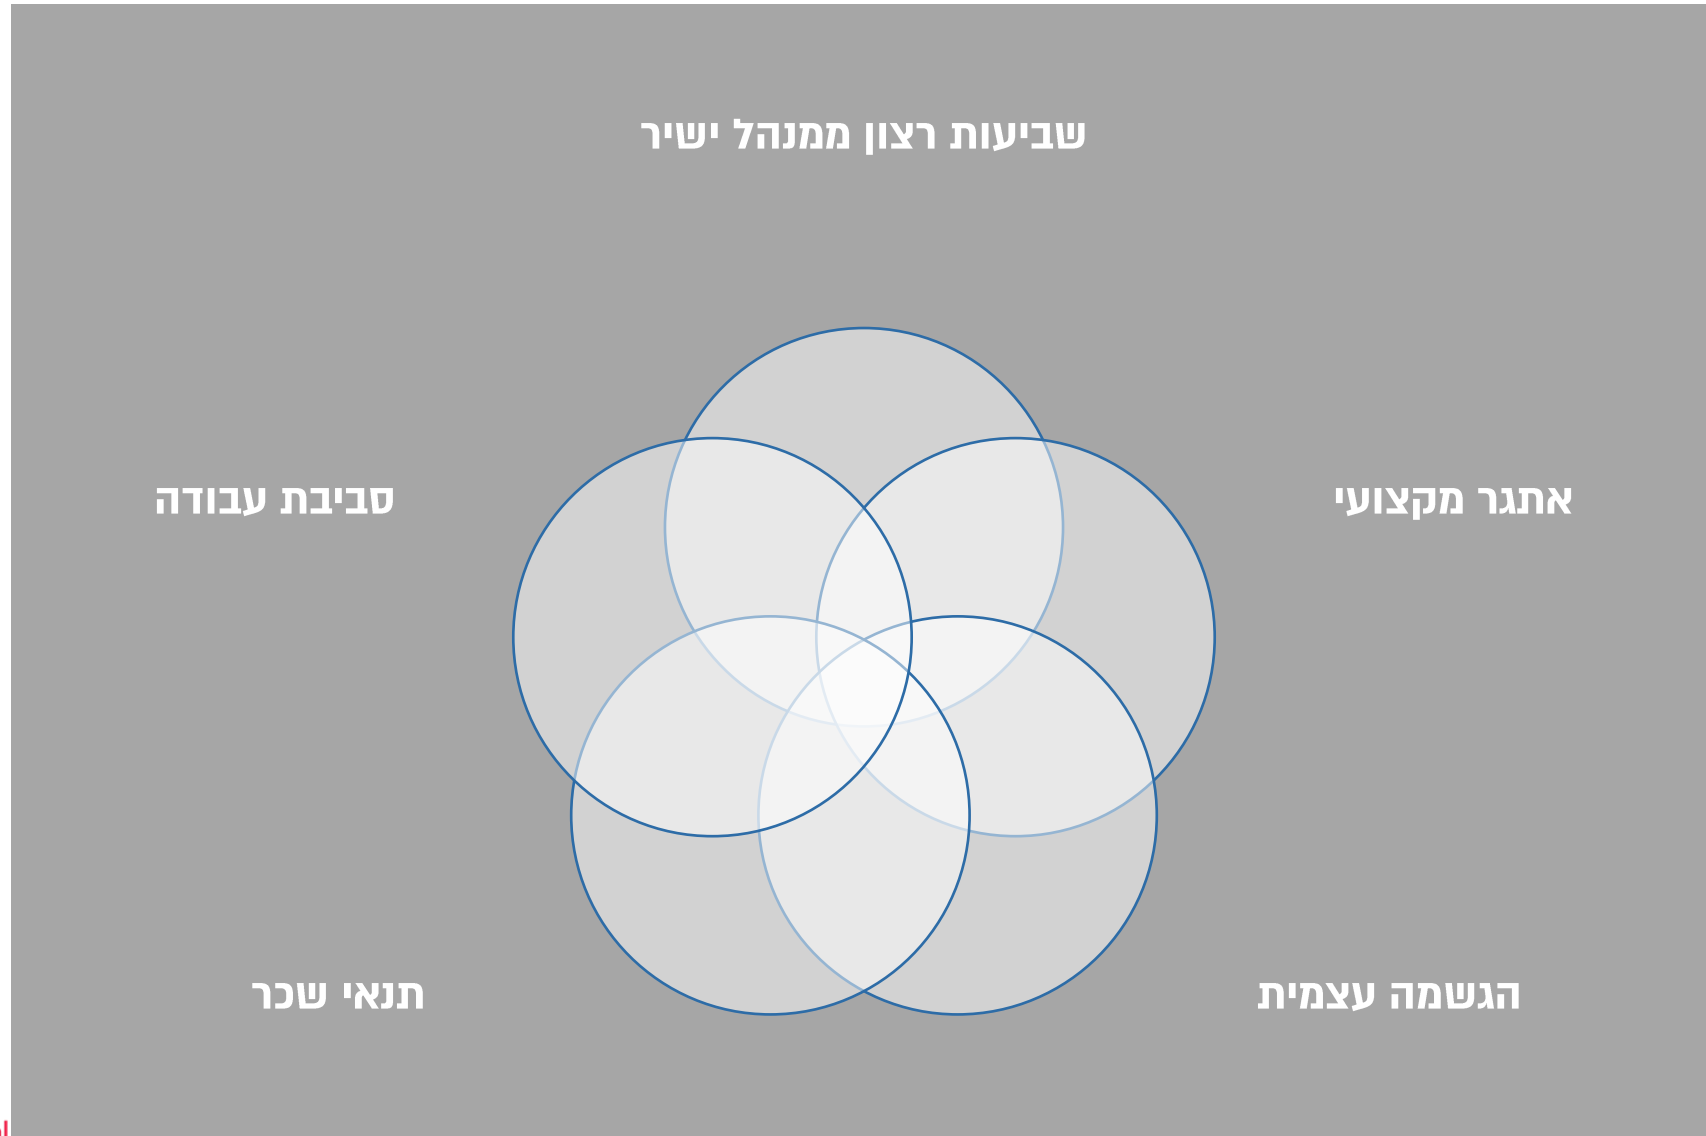 שביעות רצון ממנהל ישיר
אתגר מקצועי
סביבת עבודה
הגשמה עצמית
תנאי שכר